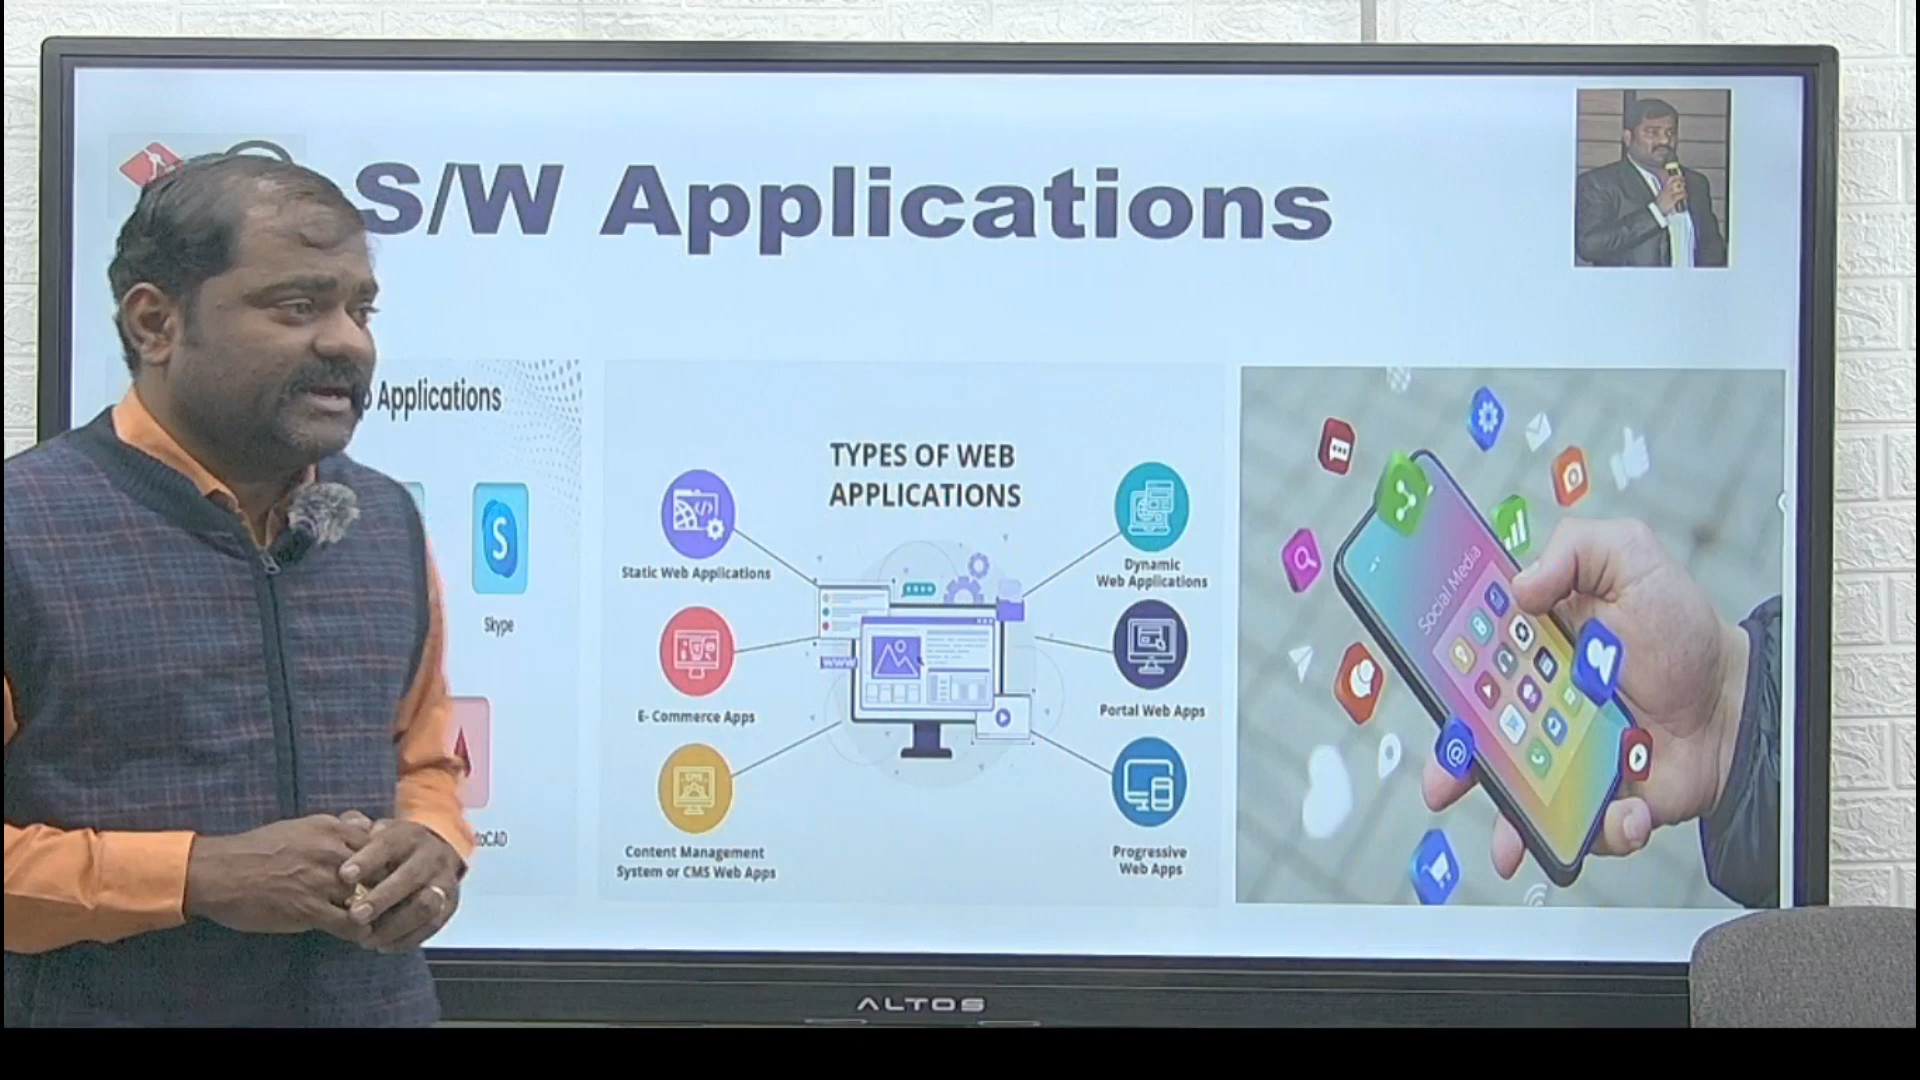 S/W Applications
Applications
Skype
TYPES OF WEB
APPLICATIONS
Static Web Applications
Dynamic
Web Applications
E- Commerce Apps
Portal Web Apps
www
Content Management
System or CMS Web Apps
Progressive
Web Apps
Social Media
ALTOS